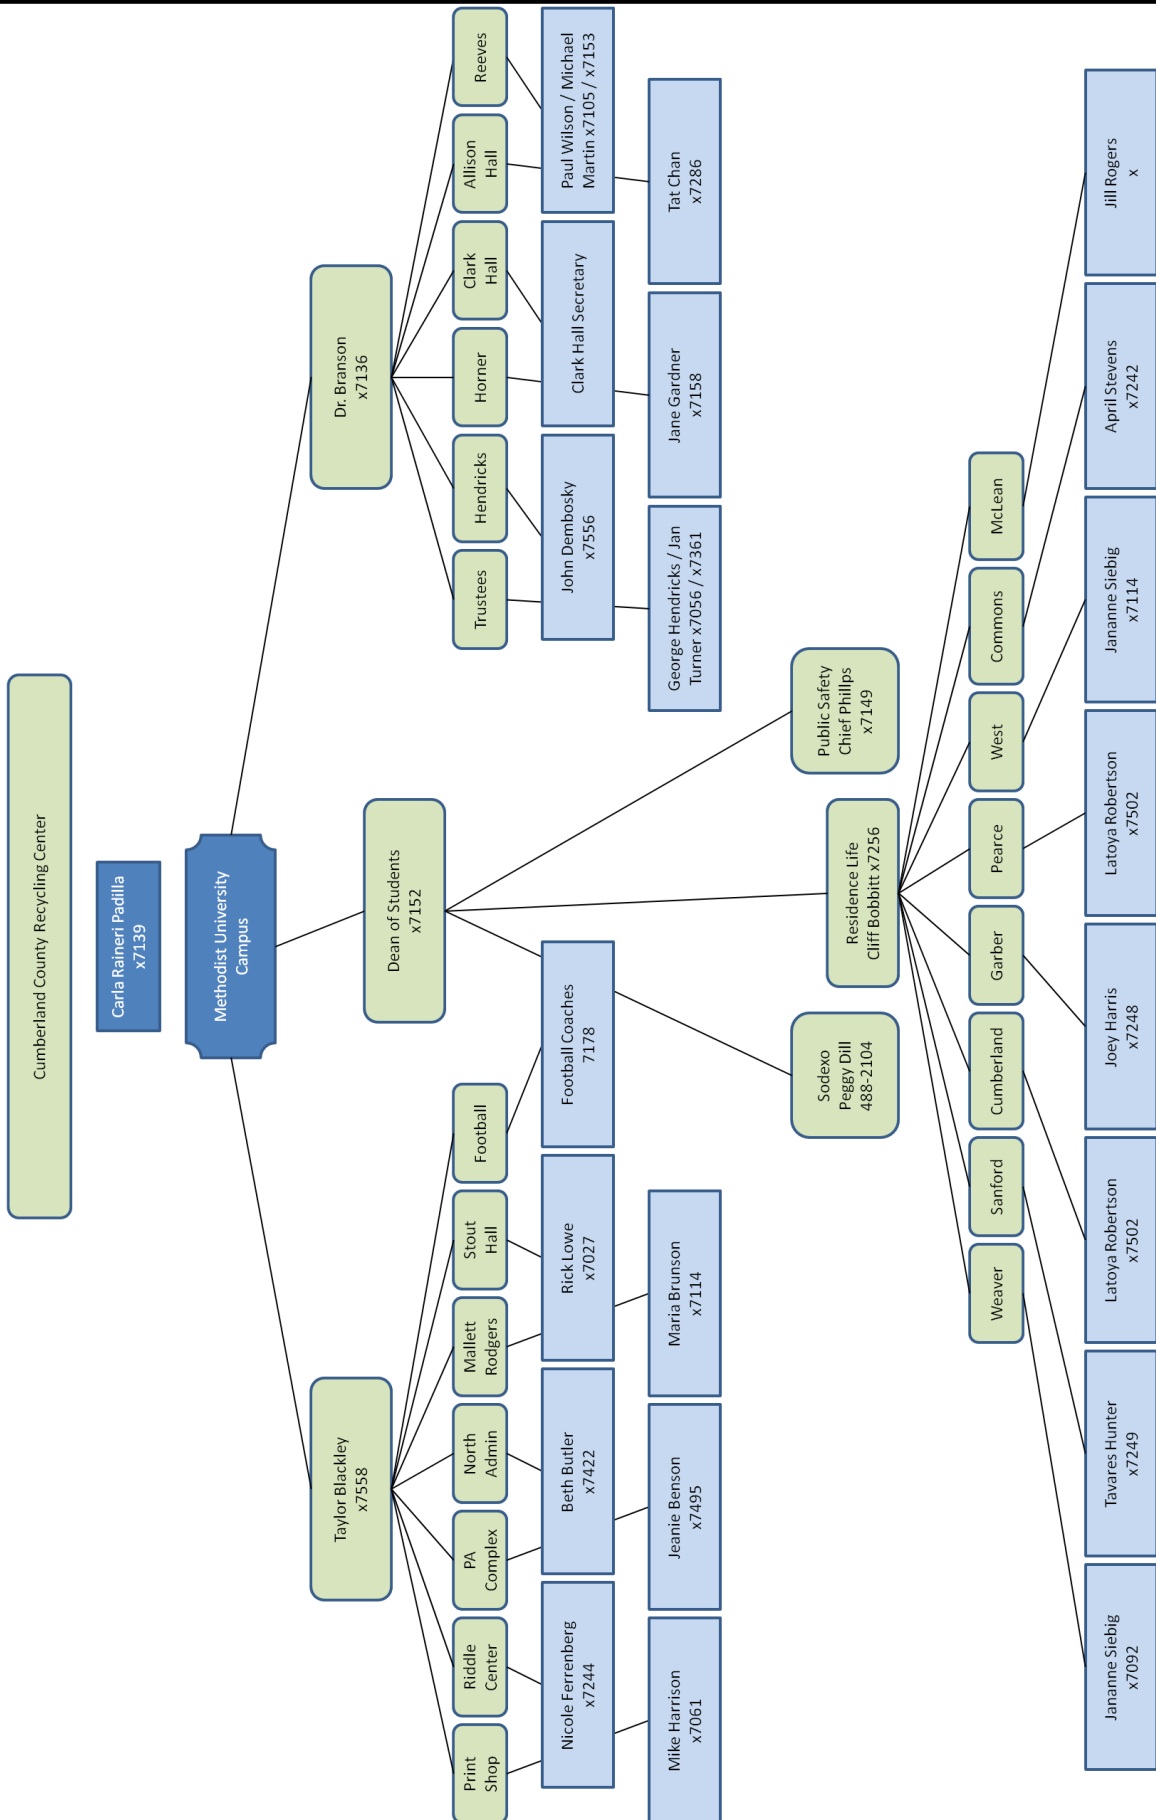 Cumberland County Recycling Center
Carla Raineri Padilla
x7139
Methodist University
Campus
Taylor Blackley
x7558
Dean of Students
x7152
Dr. Branson
x7136
Print
Shop
Riddle
Center
PA
Complex
North
Admin
Mallett
Rodgers
Stout
Hall
Football
Trustees
Hendricks
Horner
Clark
Hall
Allison
Hall
Reeves
Nicole Ferrenberg
x7244
Beth Butler
x7422
Rick Lowe
x7027
Football Coaches
7178
John Dembosky
x7556
Clark Hall Secretary
Paul Wilson / Michael
Martin x7105 / x7153
Mike Harrison
x7061
Jeanie Benson
x7495
Maria Brunson
x7114
George Hendricks / Jan
Turner x7056 / x7361
Jane Gardner
x7158
Tat Chan
x7286
Sodexo
Peggy Dill
488-2104
Residence Life
Cliff Bobbitt x7256
Public Safety
Chief Phillps
x7149
Weaver
Sanford
Cumberland
Garber
Pearce
West
Commons
McLean
Jananne Siebig
x7092
Tavares Hunter
x7249
Latoya Robertson
x7502
Joey Harris
x7248
Latoya Robertson
x7502
Jananne Siebig
x7114
April Stevens
x7242
Jill Rogers
x